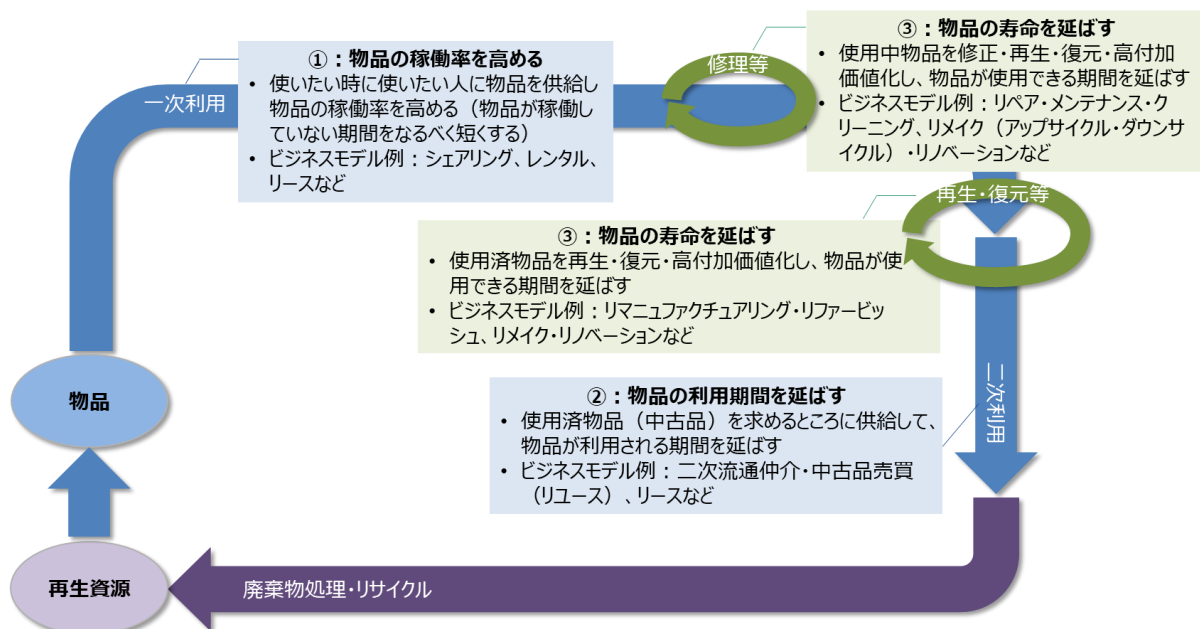 ①：物品の稼働率を高める
• 使いたい時に使いたい人に物品を供給し
物品の稼働率を高める（物品が稼働し
ていない期間をなるべく短くする）
• ビジネスモデル例：シェアリング、レンタル、
リースなど
一次利用
修理等
③：物品の寿命を延ばす
• 使用中物品を修正・再生・復元・高付加
価値化し、物品が使用できる期間を延ばす
• ビジネスモデル例：リペア・メンテナンス・ク
リーニング、リメイク（アップサイクル・ダウンサ
イクル）・リノベーションなど
再生・復元等
③：物品の寿命を延ばす
• 使用済物品を再生・復元・高付加価値化し、物品が使
用できる期間を延ばす
• ビジネスモデル例：リマニュファクチュアリング・リファービッ
シュ、リメイク・リノベーションなど
二次利用
②：物品の利用期間を延ばす
• 使用済物品（中古品）を求めるところに供給して、
物品が利用される期間を延ばす
• ビジネスモデル例：二次流通仲介・中古品売買
（リユース）、リースなど
物品
再生資源
廃棄物処理・リサイクル